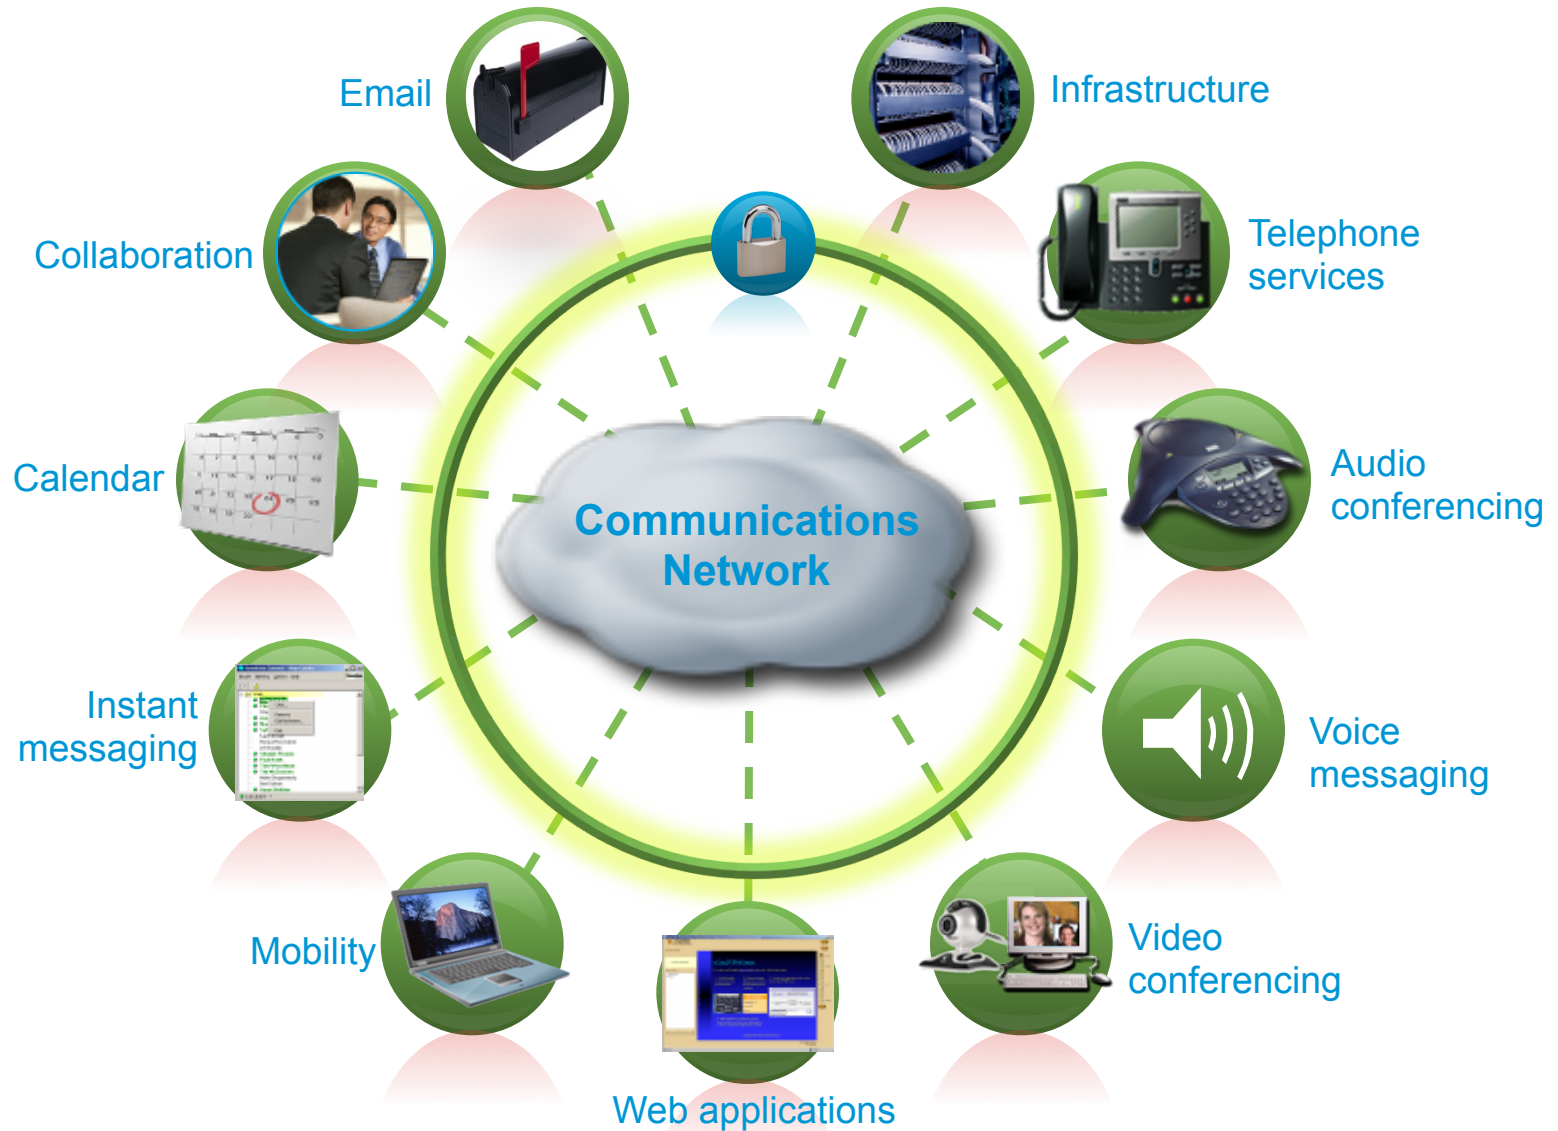 Email
Infrastructure
Collaboration
Telephone
services
Calendar
Audio
conferencing
Communications
Network
Instant
messaging
Voice
messaging
Mobility
Video
conferencing
Web applications